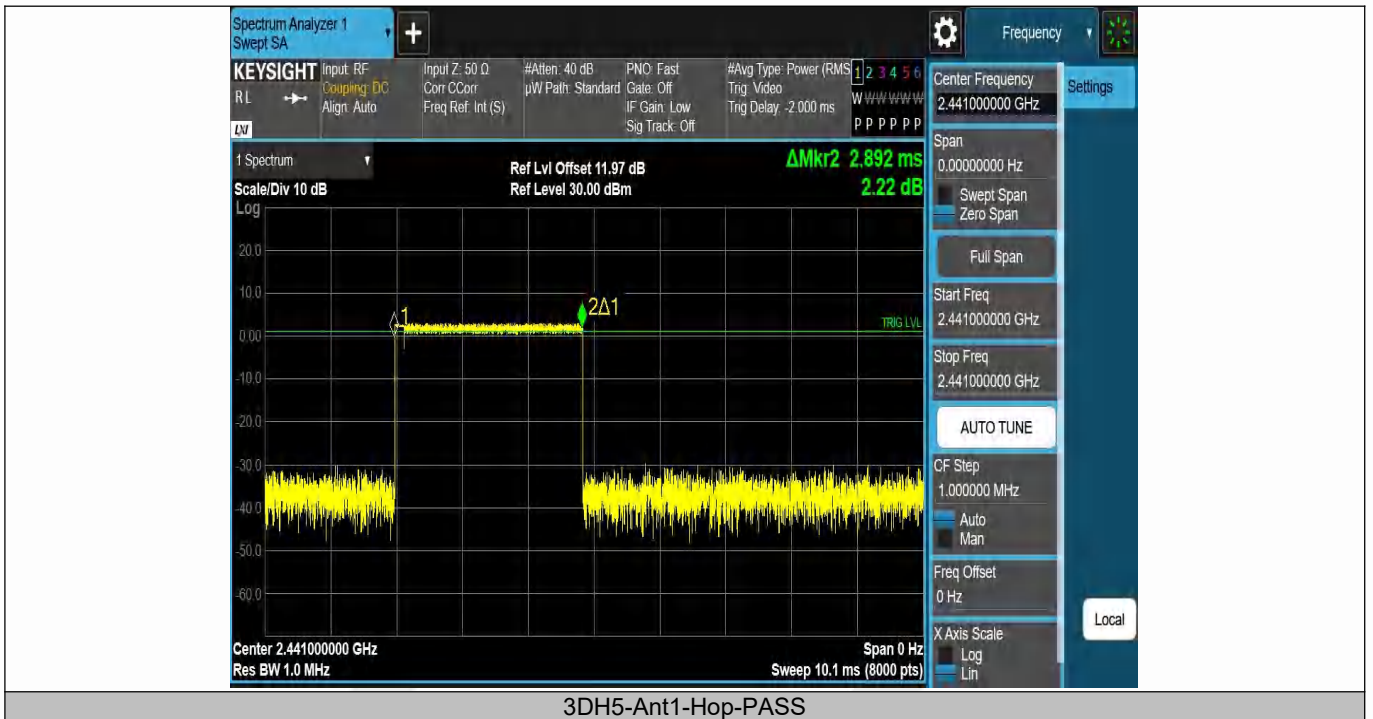 Spectrum Analyzer 1
Swept SA
+
Frequency
KEYSIGHT
RL
LXI
Input: RF
Coupling: DC
Align: Auto
Input Z: 50 Ω
Corr CCorr
Freq Ref: Int (S)
#Atten: 40 dB
µW Path: Standard
PNO: Fast
Gate: Off
IF Gain: Low
Sig Track: Off
#Avg Type: Power (RMS
Trig: Video
Trig Delay: -2.000 ms
1 2 3 4 5 6
W W W W W W
P P P P P P
Center Frequency
2.441000000 GHz
Settings
1 Spectrum
Scale/Div 10 dB
Log
Ref Lvl Offset 11.97 dB
Ref Level 30.00 dBm
ΔMkr2 2.892 ms
2.22 dB
Span
0.00000000 Hz
Swept Span
Zero Span
Full Span
Start Freq
2.441000000 GHz
Stop Freq
2.441000000 GHz
AUTO TUNE
CF Step
1.000000 MHz
Auto
Man
Freq Offset
0 Hz
X Axis Scale
Log
Lin
Local
20.0
10.0
0.00
-10.0
-20.0
-30.0
-40.0
-50.0
-60.0
1
2Δ1
TRIG LVL
Center 2.441000000 GHz
Res BW 1.0 MHz
Span 0 Hz
Sweep 10.1 ms (8000 pts)
3DH5-Ant1-Hop-PASS